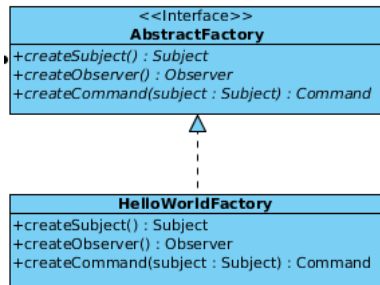 <<Interface>>
AbstractFactory
+createSubject() : Subject
+createObserver() : Observer
+createCommand(subject : Subject) : Command
HelloWorldFactory
+createSubject() : Subject
+createObserver() : Observer
+createCommand(subject : Subject) : Command